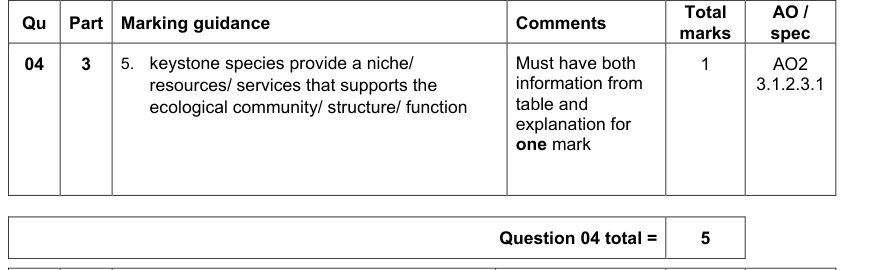 Qu Part Marking guidance Comments Total marks AO / spec
04 3 5. keystone species provide a niche/ Must have both 1 AO2
resources/ services that supports the information from 3.1.2.3.1
ecological community/ structure/ function table and
explanation for
one mark
Question 04 total = 5